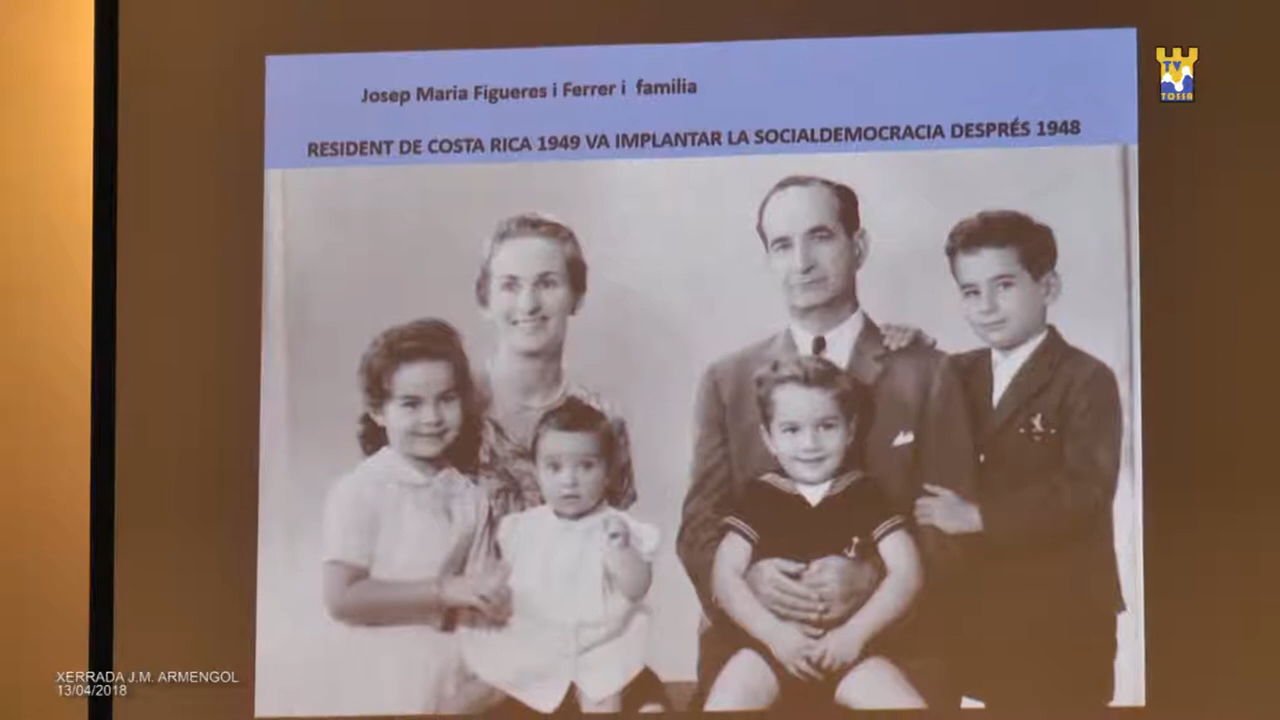 Josep Maria Figueres i Ferrer i familia
RESIDENT DE COSTA RICA 1949 VA IMPLANTAR LA SOCIALDEMOCRACIA DESPRÉS 1948
TV
TOSSA
XERRADA J.M. ARMENGOL
13/04/2018